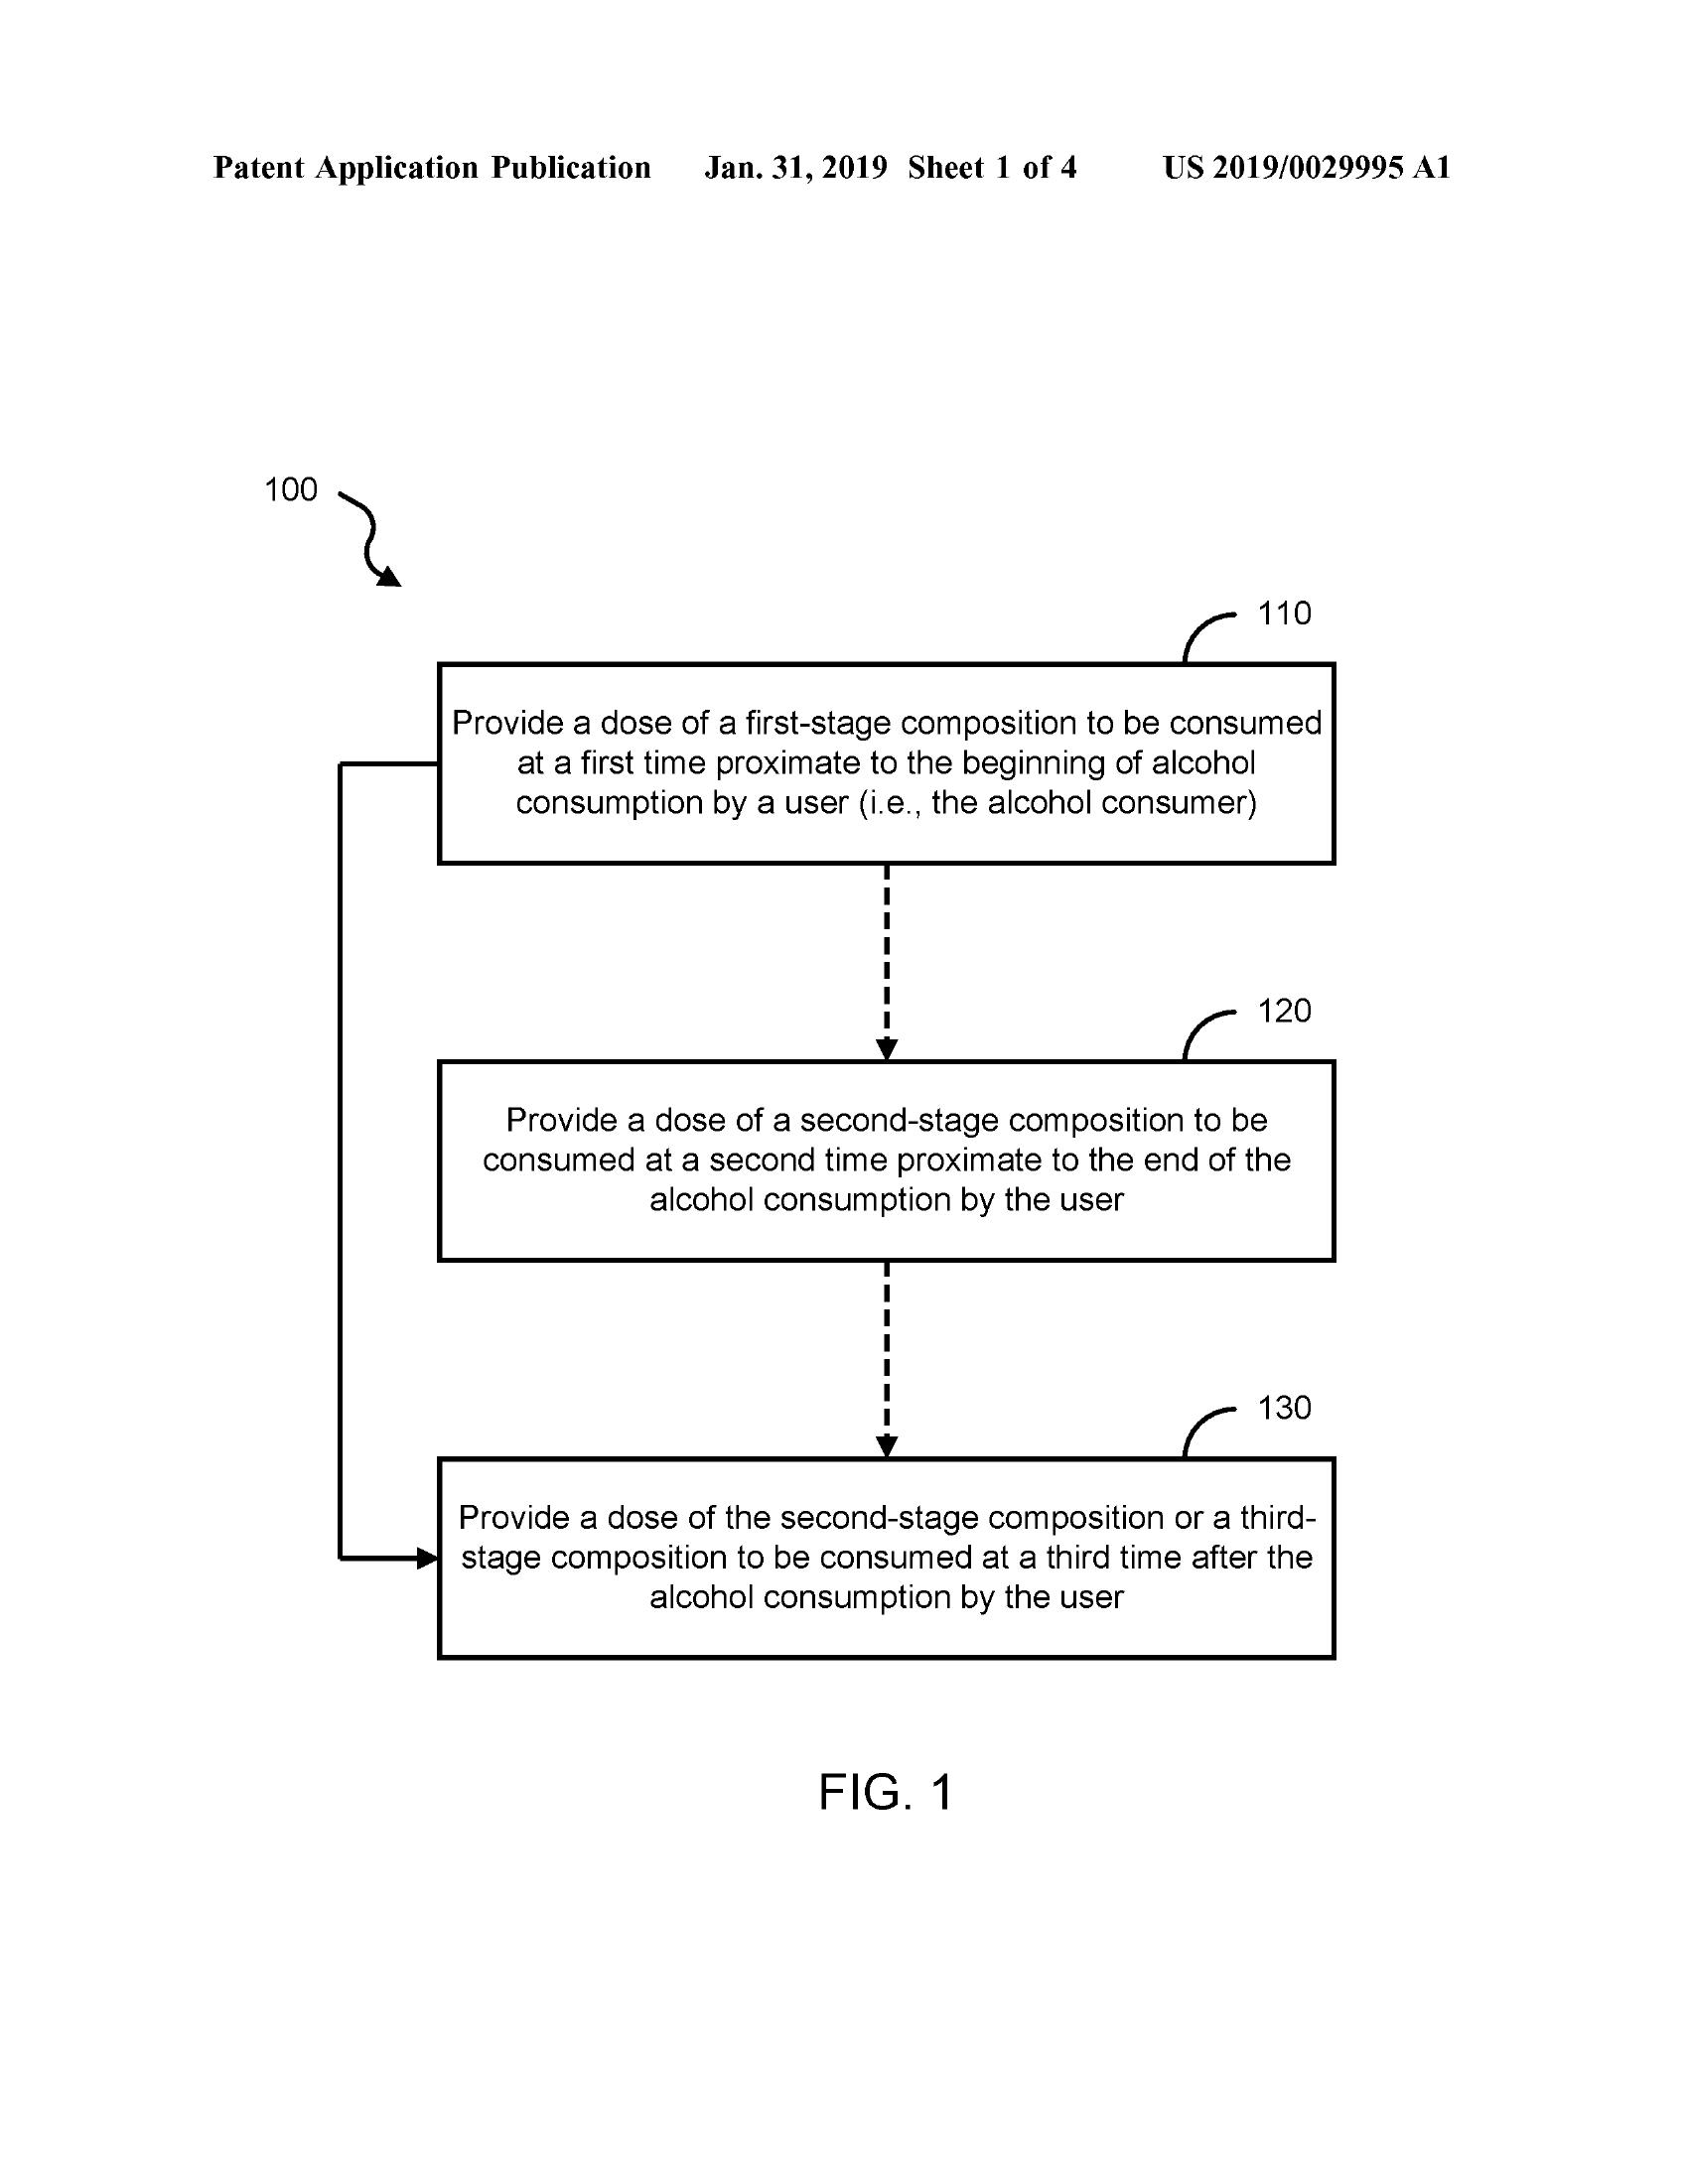 Patent Application Publication Jan. 31, 2019 Sheet 1 of 4 US 2019/0029995 A1
100
110
Provide a dose of a first-stage composition to be consumed
at a first time proximate to the beginning of alcohol
consumption by a user (i.e., the alcohol consumer)
120
Provide a dose of a second-stage composition to be
consumed at a second time proximate to the end of the
alcohol consumption by the user
130
Provide a dose of the second-stage composition or a third-
stage composition to be consumed at a third time after the
alcohol consumption by the user
FIG. 1